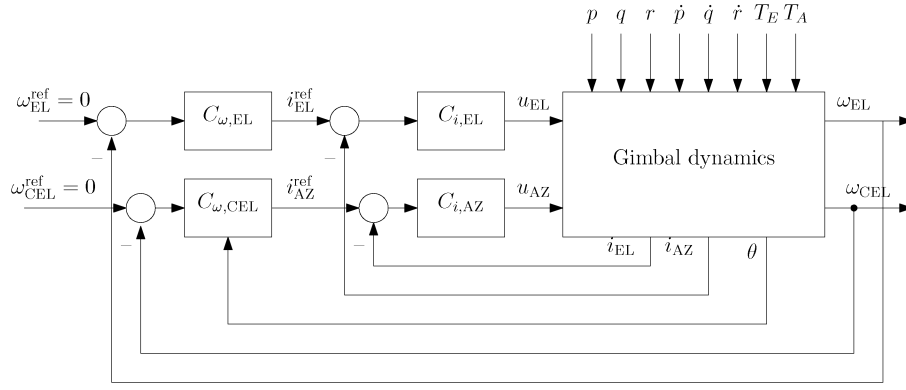 p q r ṗ q̇ ṙ T_E T_A
ω_EL^ref = 0
C_ω,EL
i_EL^ref
C_i,EL
u_EL
ω_EL
Gimbal dynamics
−
−
ω_CEL^ref = 0
C_ω,CEL
i_AZ^ref
C_i,AZ
u_AZ
ω_CEL
−
−
i_EL i_AZ θ